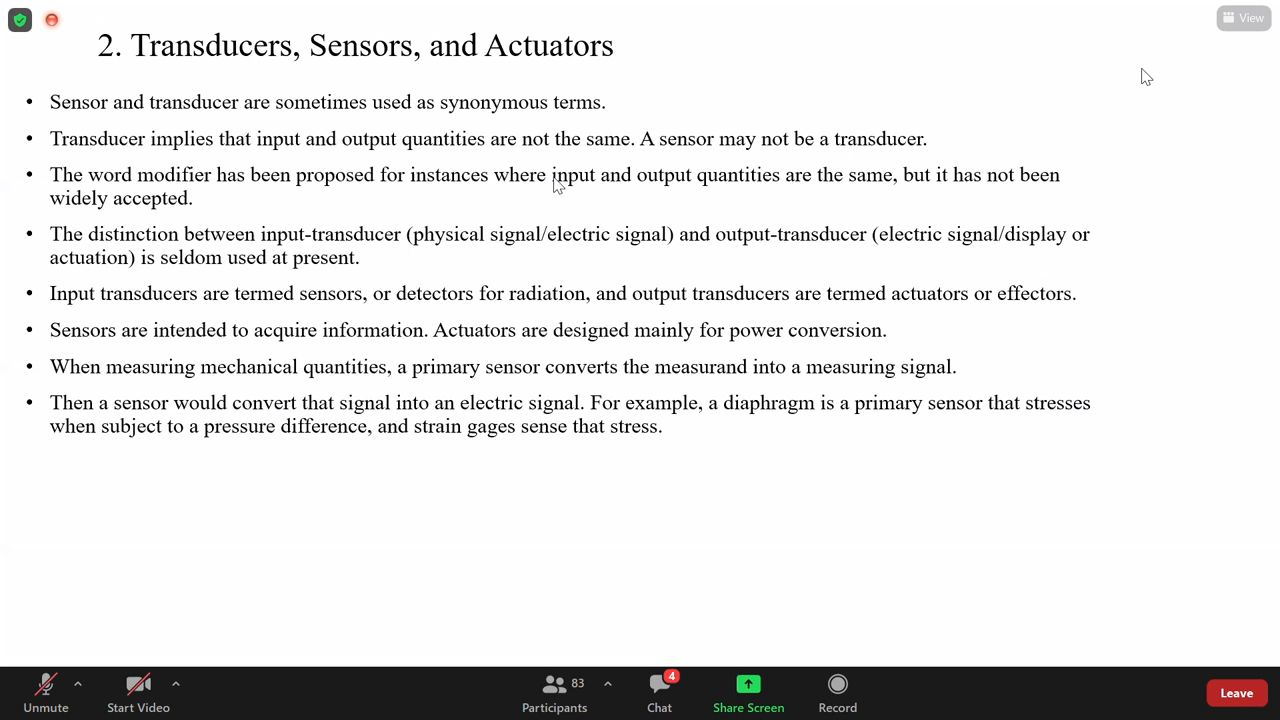 View
2. Transducers, Sensors, and Actuators
• Sensor and transducer are sometimes used as synonymous terms.
• Transducer implies that input and output quantities are not the same. A sensor may not be a transducer.
• The word modifier has been proposed for instances where input and output quantities are the same, but it has not been
widely accepted.
• The distinction between input-transducer (physical signal/electric signal) and output-transducer (electric signal/display or
actuation) is seldom used at present.
• Input transducers are termed sensors, or detectors for radiation, and output transducers are termed actuators or effectors.
• Sensors are intended to acquire information. Actuators are designed mainly for power conversion.
• When measuring mechanical quantities, a primary sensor converts the measurand into a measuring signal.
• Then a sensor would convert that signal into an electric signal. For example, a diaphragm is a primary sensor that stresses
when subject to a pressure difference, and strain gages sense that stress.
Unmute
Start Video
83
Participants
4
Chat
Share Screen
Record
Leave